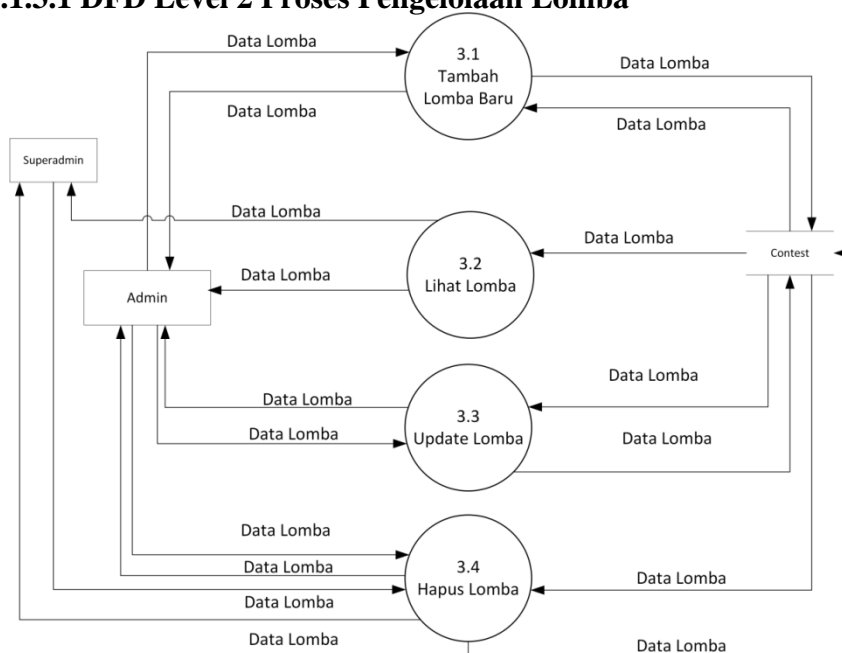 .1.3.1 DFD Level 2 Proses Pengelolaan Lomba
Data Lomba
3.1
Tambah
Lomba Baru
Data Lomba
Data Lomba
Data Lomba
Superadmin
Data Lomba
Data Lomba
Contest
3.2
Lihat Lomba
Data Lomba
Admin
Data Lomba
Data Lomba
3.3
Update Lomba
Data Lomba
Data Lomba
Data Lomba
3.4
Hapus Lomba
Data Lomba
Data Lomba
Data Lomba
Data Lomba
Data Lomba